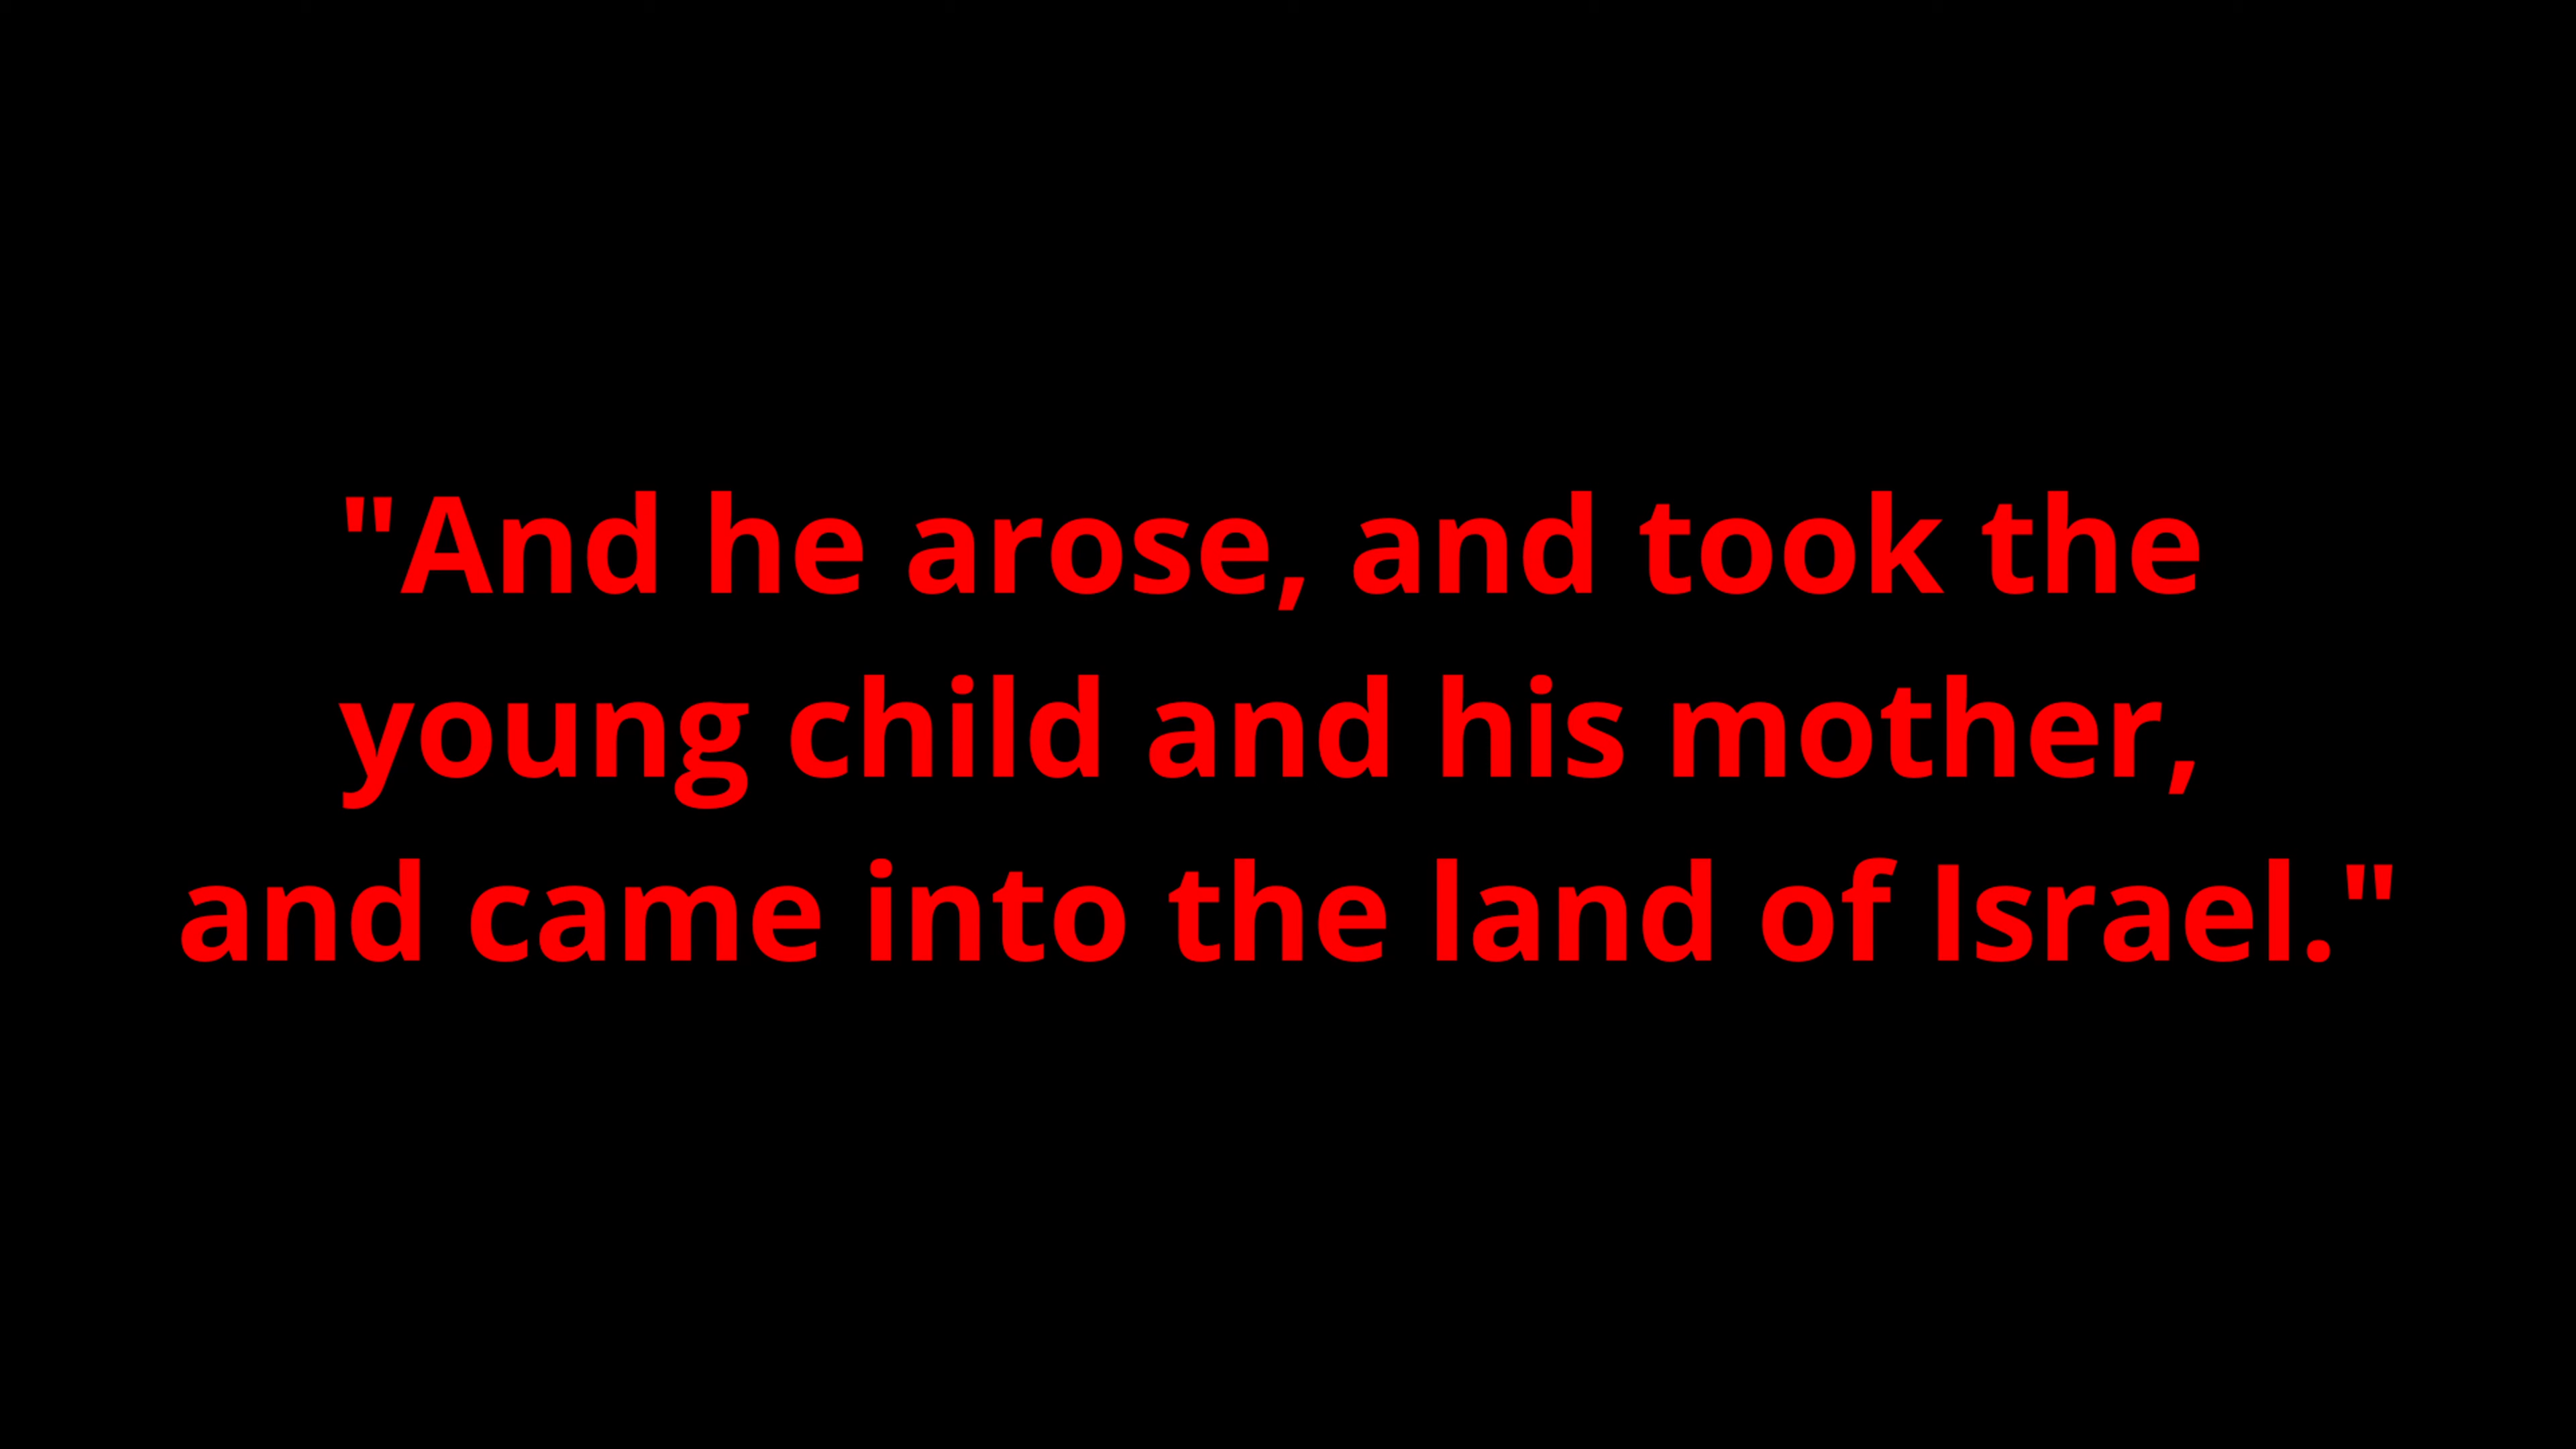 "And he arose, and took the
young child and his mother,
and came into the land of Israel."